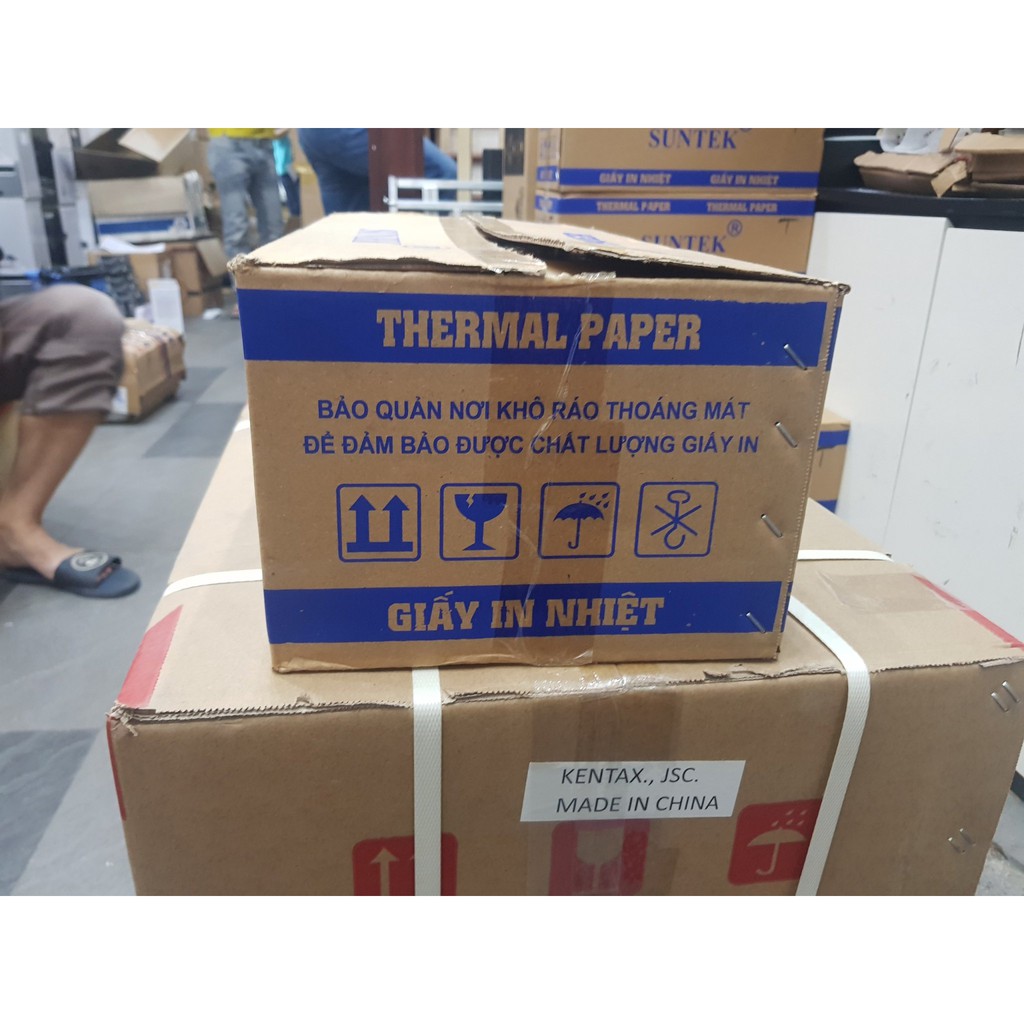 SUNTEK
GIẤY IN NHIỆT GIẤY IN NHIỆT
THERMAL PAPER THERMAL PAPER
SUNTEK®
THERMAL PAPER
BẢO QUẢN NƠI KHÔ RÁO THOÁNG MÁT
ĐỂ ĐẢM BẢO ĐƯỢC CHẤT LƯỢNG GIẤY IN
GIẤY IN NHIỆT
KENTAX., JSC.
MADE IN CHINA